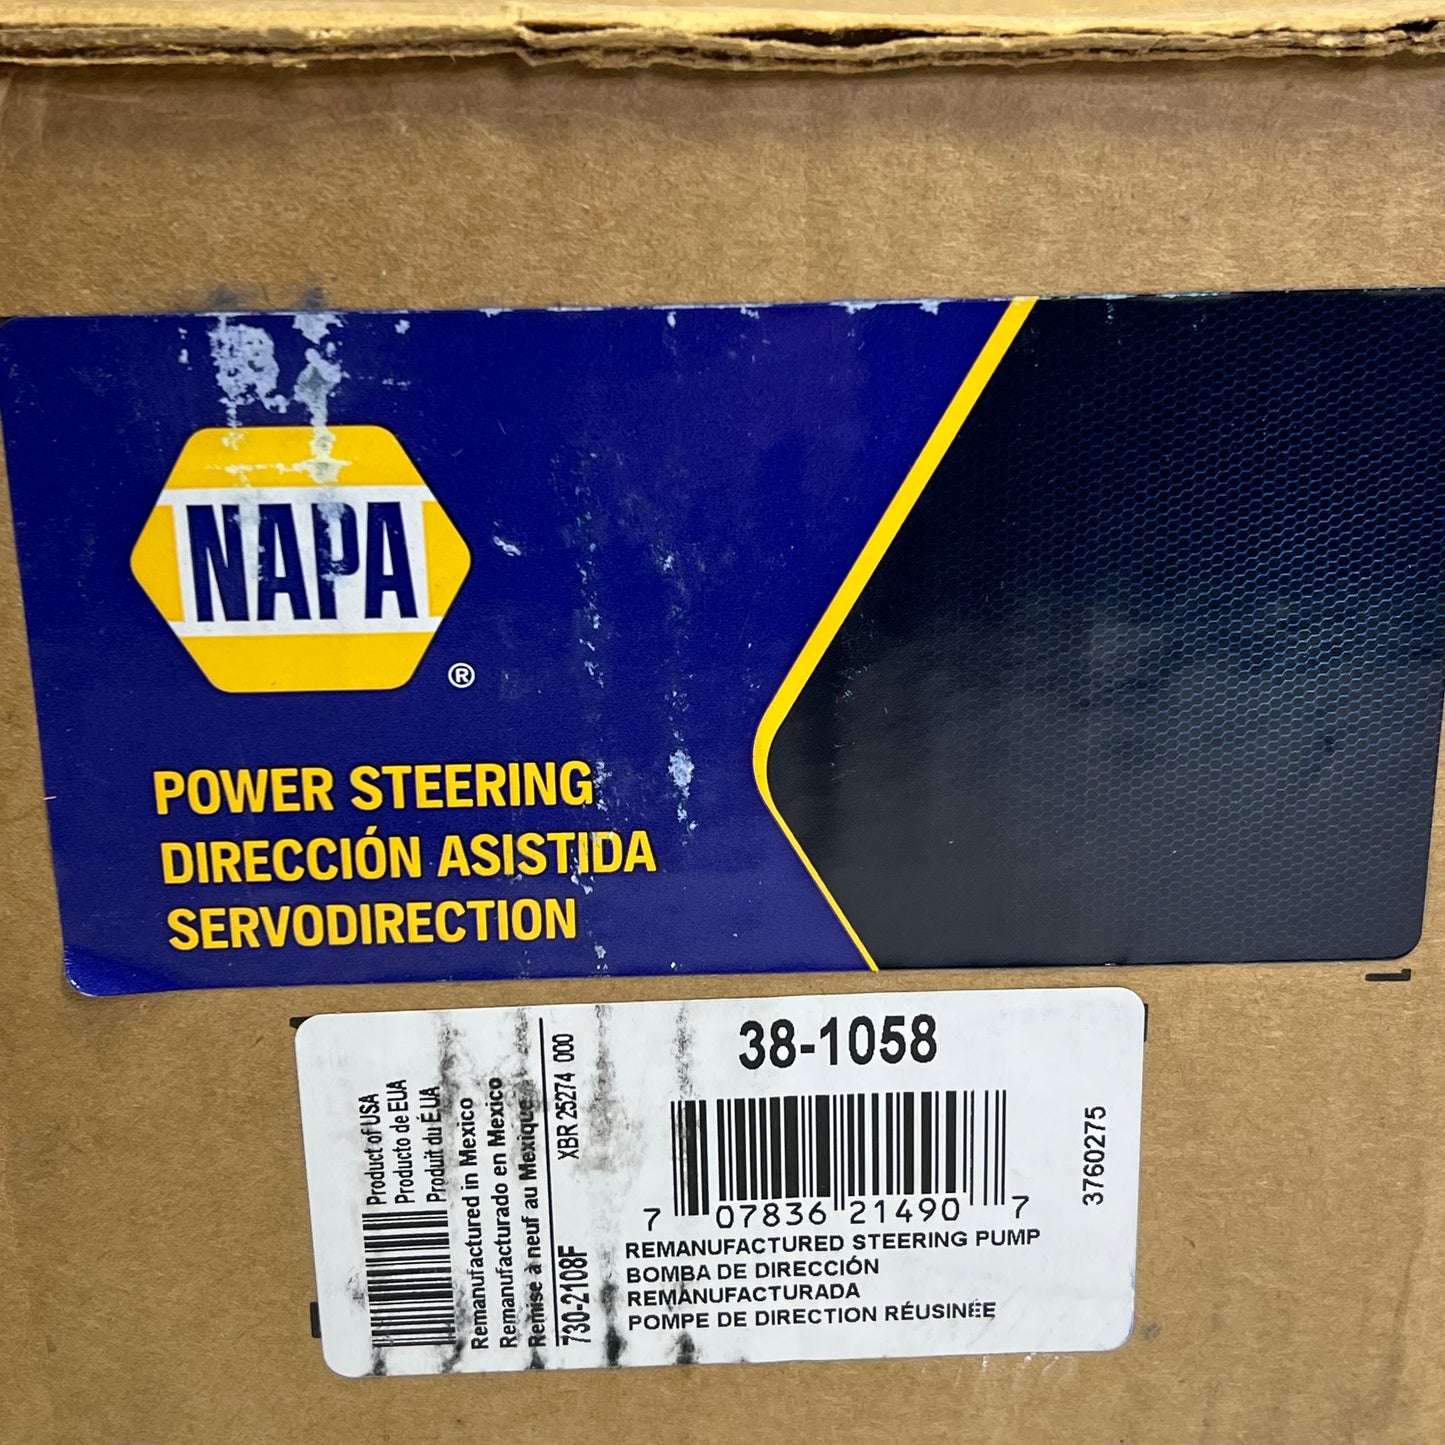 NAPA
®
POWER STEERING
DIRECCIÓN ASISTIDA
SERVODIRECTION
38-1058
7 07836 21490 7
REMANUFACTURED STEERING PUMP
BOMBA DE DIRECCIÓN
REMANUFACTURADA
POMPE DE DIRECTION RÉUSINÉE
3760275
Product of USA
Producto de EUA
Produit du É.UA
Remanufactured in Mexico
Remanufacturado en Mexico
Remise à neuf au Mexique
730-2108F
XBR 25274 000